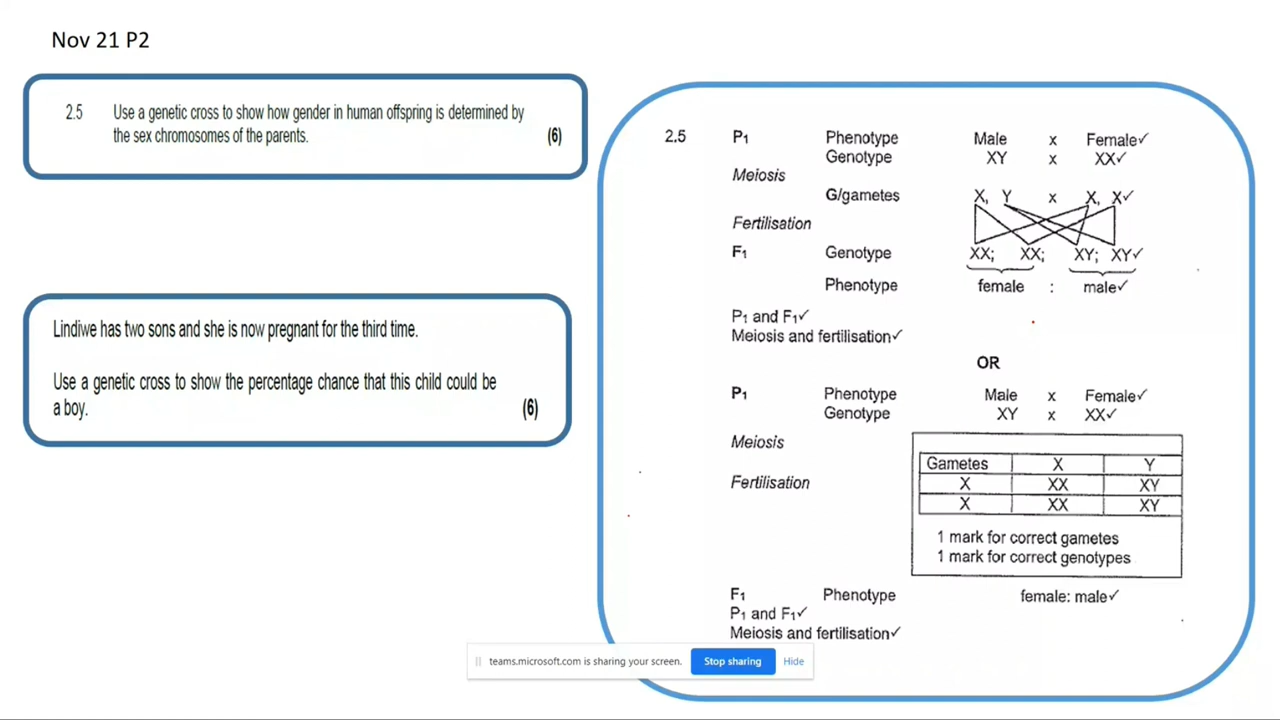 Nov 21 P2
2.5 Use a genetic cross to show how gender in human offspring is determined by
the sex chromosomes of the parents. (6)
Lindiwe has two sons and she is now pregnant for the third time.
Use a genetic cross to show the percentage chance that this child could be
a boy. (6)
2.5 P₁ Phenotype Male x Female✓
Genotype XY x XX✓
Meiosis
G/gametes X, Y x X, X✓
Fertilisation
F₁ Genotype XX; XX; XY; XY✓
Phenotype female : male✓
P₁ and F₁✓
Meiosis and fertilisation✓
OR
P₁ Phenotype Male x Female✓
Genotype XY x XX✓
Meiosis
Gametes X Y
Fertilisation X XX XY
X XX XY
1 mark for correct gametes
1 mark for correct genotypes
F₁ Phenotype female: male✓
P₁ and F₁✓
Meiosis and fertilisation✓
teams.microsoft.com is sharing your screen. Stop sharing Hide